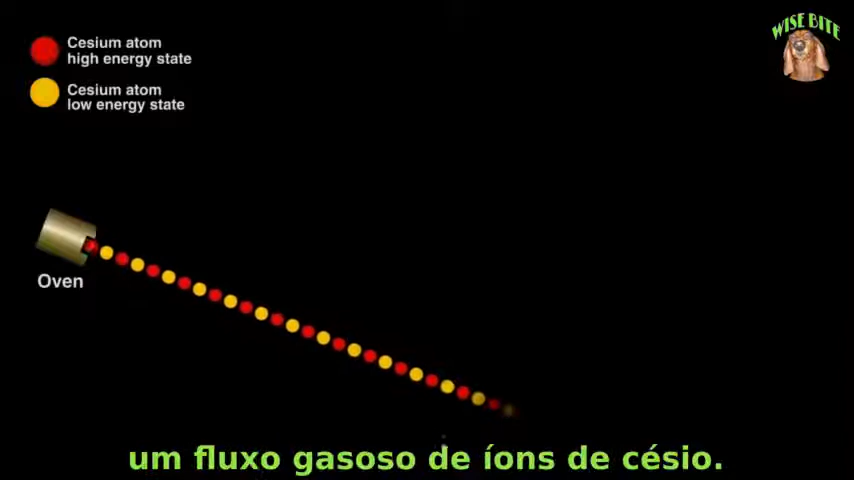 Cesium atom
high energy state
Cesium atom
low energy state
WISE BITE
Oven
um fluxo gasoso de íons de césio.